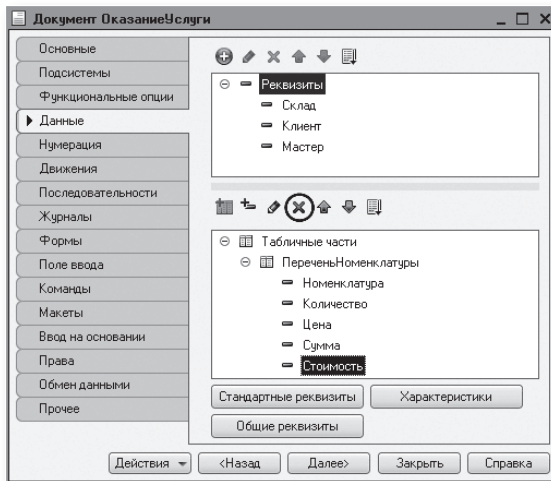 Документ ОказаниеУслуги
Основные
Подсистемы
Функциональные опции
Данные
Нумерация
Движения
Последовательности
Журналы
Формы
Поле ввода
Команды
Макеты
Ввод на основании
Права
Обмен данными
Прочее
Реквизиты
Склад
Клиент
Мастер
Табличные части
ПереченьНоменклатуры
Номенклатура
Количество
Цена
Сумма
Стоимость
Стандартные реквизиты Характеристики
Общие реквизиты
Действия <Назад Далее> Закрыть Справка